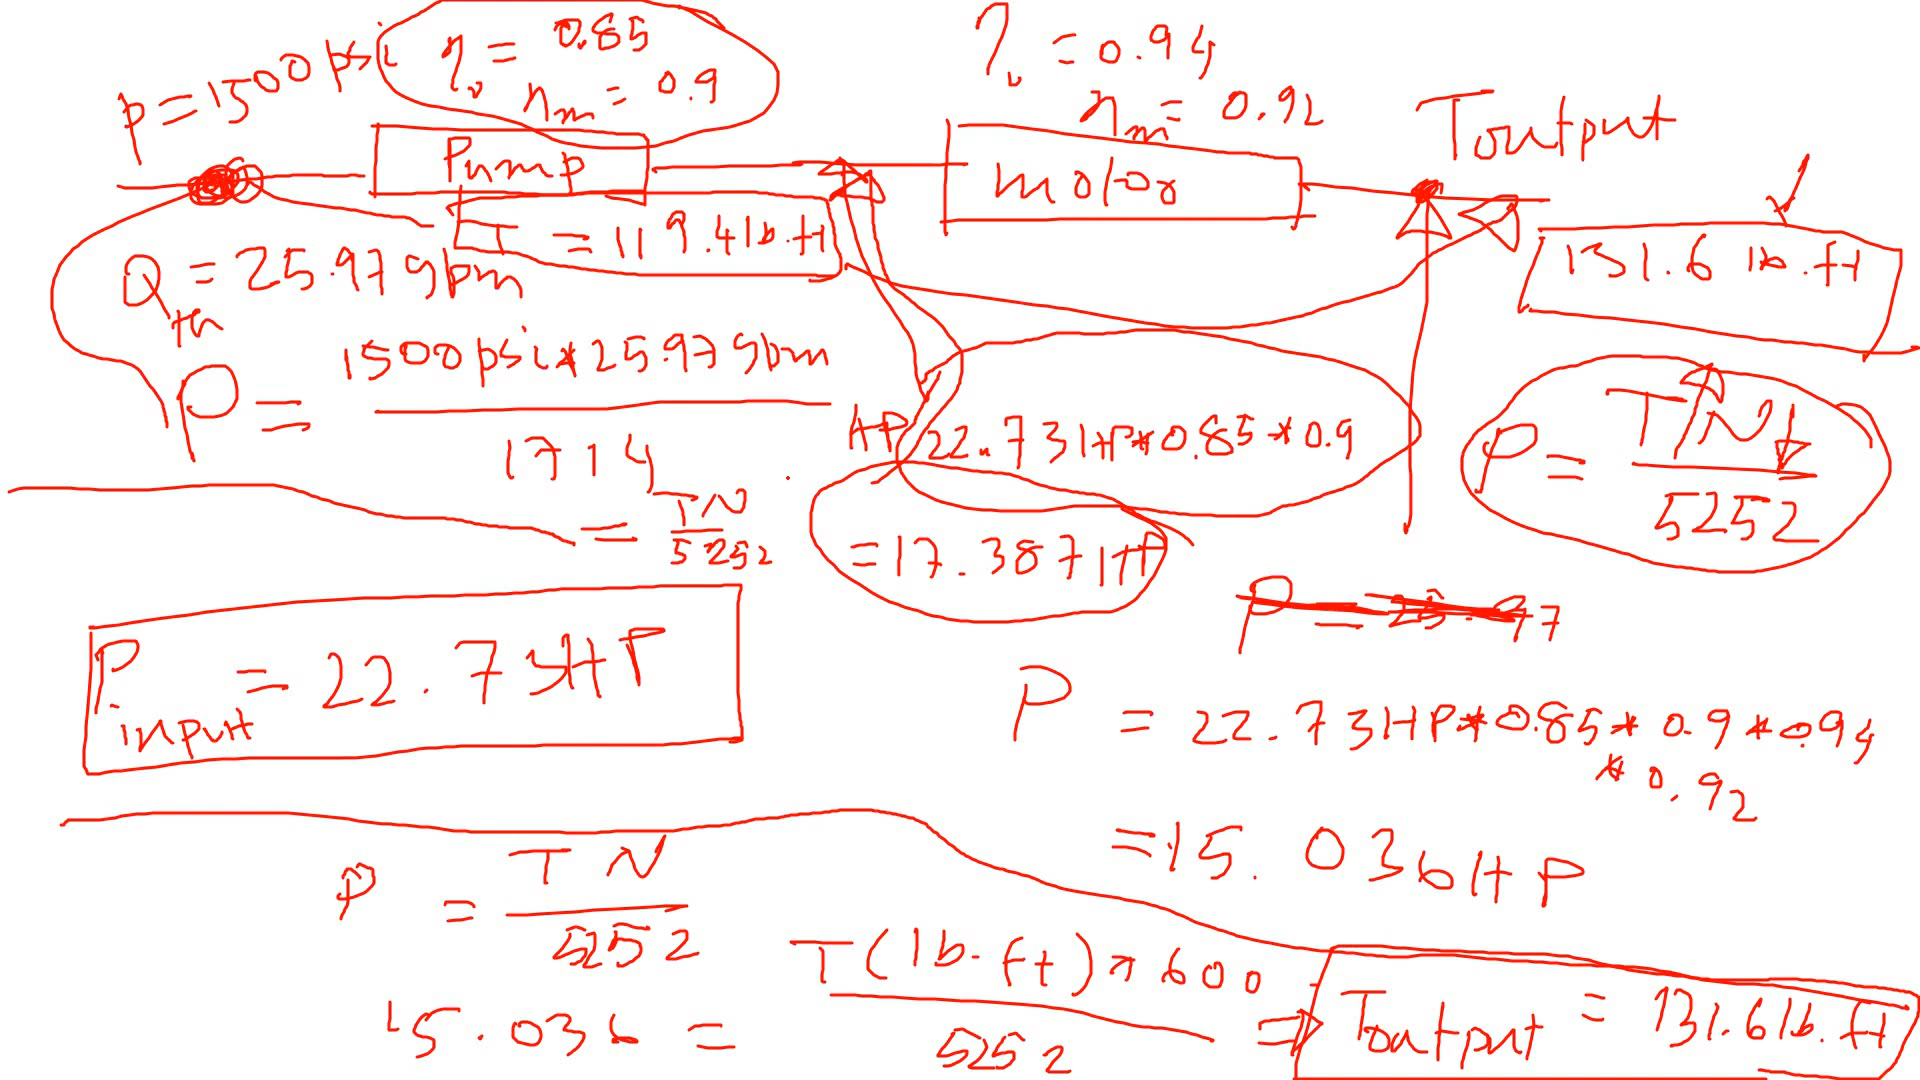 p = 1500 psi
ηv = 0.85
ηm = 0.9
ηv = 0.94
ηm = 0.92
Toutput
Pump
motor
T = 119.4 lb.ft
131.6 lb.ft
Qth = 25.97 gpm
P = 1500 psi * 25.97 gpm
1714
= TN
5252
HP 22.73 HP * 0.85 * 0.9
= 17.387 HP
P = TN
5252
Pinput = 22.73 HP
P = 25.97
P = 22.73 HP * 0.85 * 0.9 * 0.94
* 0.92
= 15.036 HP
P = TN
5252
15.036 = T (lb.ft) * 600
5252
⇒ Toutput = 131.6 lb.ft